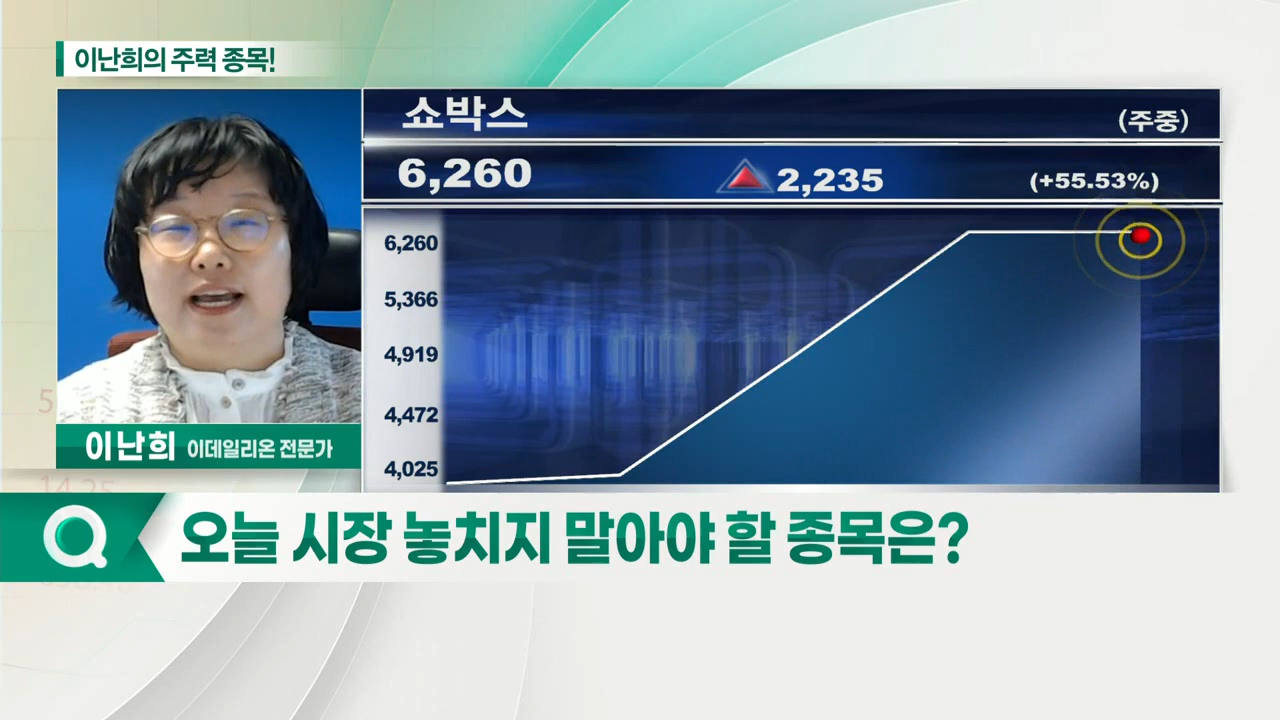 이난희의 주력 종목!
쇼박스
(주중)
6,260 ▲ 2,235 (+55.53%)
6,260
5,366
4,919
4,472
4,025
이난희 이데일리온 전문가
Q 오늘 시장 놓치지 말아야 할 종목은?